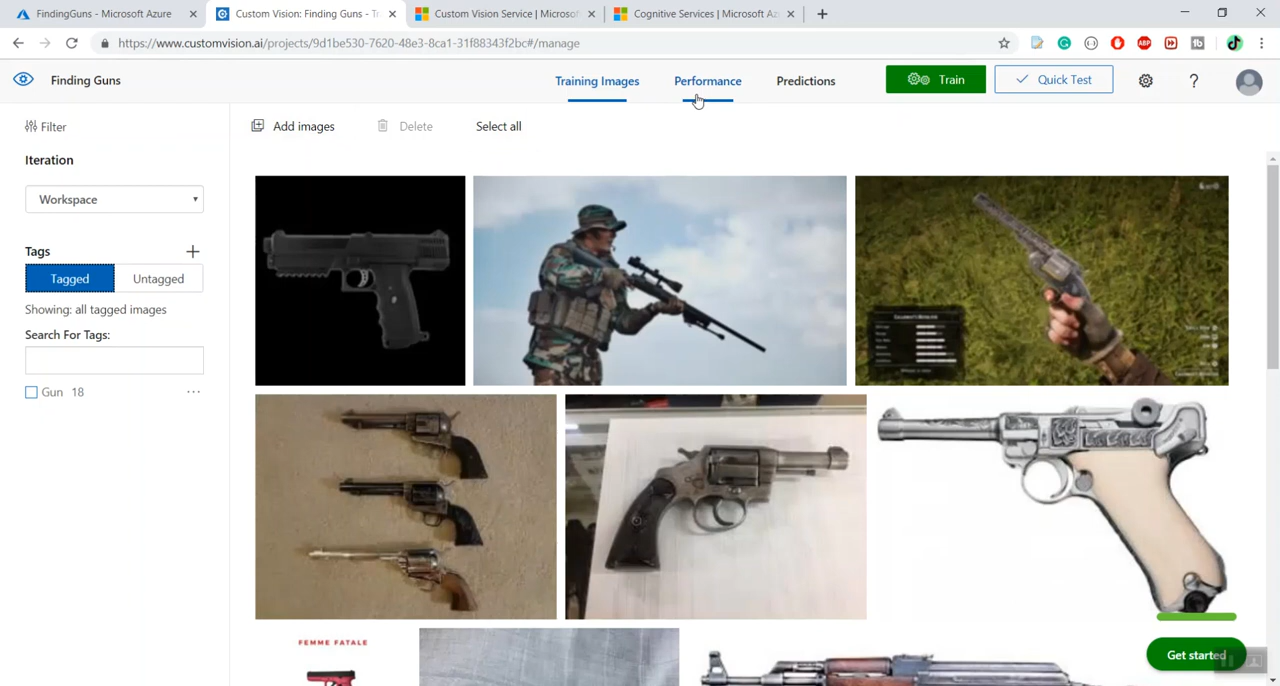 FindingGuns - Microsoft Azure
Custom Vision: Finding Guns - Tr
Custom Vision Service | Microsof
Cognitive Services | Microsoft Az
https://www.customvision.ai/projects/9d1be530-7620-48e3-8ca1-31f88343f2bc#/manage
ABP
fb
Finding Guns
Training Images
Performance
Predictions
Train
Quick Test
?
Filter
Add images
Delete
Select all
Iteration
Workspace
Tags
Tagged
Untagged
Showing: all tagged images
Search For Tags:
Gun 18
FEMME FATALE
Get started